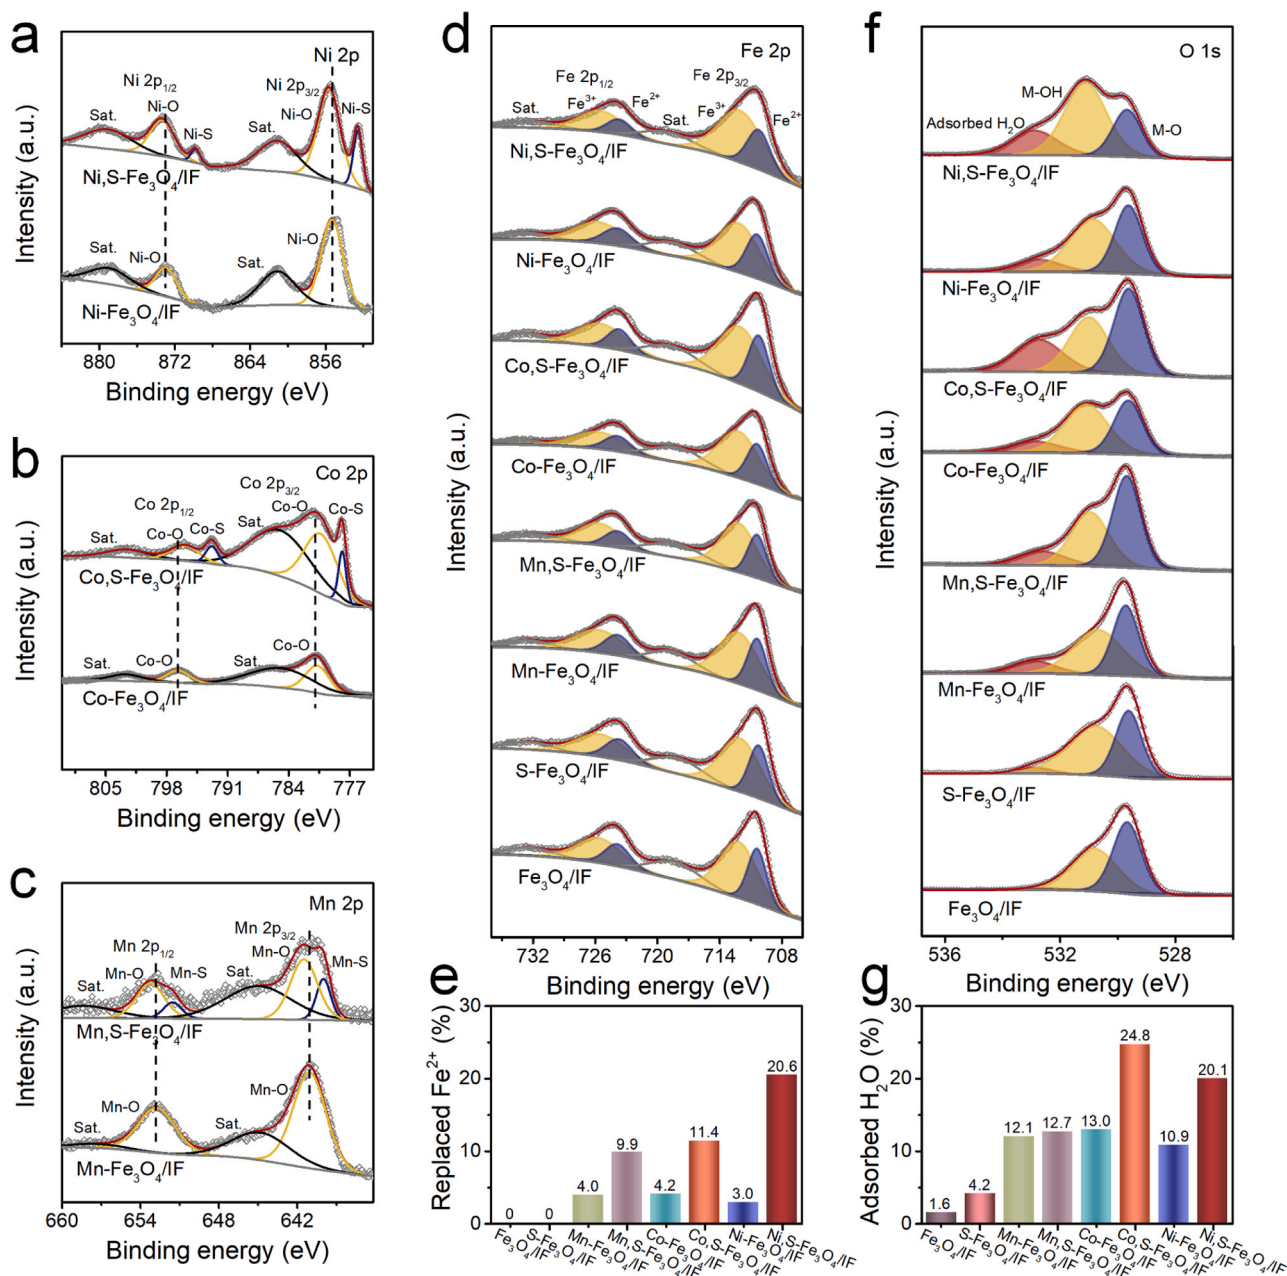 a
Ni 2p
Ni 2p1/2
Ni 2p3/2
Sat.
Ni-O
Ni-S
Sat.
Ni-O
Ni-S
Ni,S-Fe3O4/IF
Sat.
Ni-O
Sat.
Ni-O
Ni-Fe3O4/IF
880 872 864 856
Binding energy (eV)
Intensity (a.u.)
b
Co 2p
Co 2p1/2
Co 2p3/2
Sat.
Co-O
Co-S
Sat.
Co-O
Co-S
Co,S-Fe3O4/IF
Sat.
Co-O
Sat.
Co-O
Co-Fe3O4/IF
805 798 791 784 777
Binding energy (eV)
Intensity (a.u.)
c
Mn 2p
Mn 2p1/2
Mn 2p3/2
Mn-O
Mn-S
Sat.
Mn-O
Mn-S
Mn,S-Fe3O4/IF
Sat.
Mn-O
Sat.
Mn-O
Mn-Fe3O4/IF
660 654 648 642
Binding energy (eV)
Intensity (a.u.)
d
Fe 2p
Fe 2p1/2
Fe 2p3/2
Sat.
Fe3+
Fe2+
Sat.
Fe3+
Fe2+
Ni,S-Fe3O4/IF
Ni-Fe3O4/IF
Co,S-Fe3O4/IF
Co-Fe3O4/IF
Mn,S-Fe3O4/IF
Mn-Fe3O4/IF
S-Fe3O4/IF
Fe3O4/IF
732 726 720 714 708
Binding energy (eV)
Intensity (a.u.)
e
Replaced Fe2+ (%)
30
20
10
0
0 0 4.0 9.9 4.2 11.4 3.0 20.6
Fe3O4/IF
S-Fe3O4/IF
Mn-Fe3O4/IF
Mn,S-Fe3O4/IF
Co-Fe3O4/IF
Co,S-Fe3O4/IF
Ni-Fe3O4/IF
Ni,S-Fe3O4/IF
f
O 1s
M-OH
Adsorbed H2O
M-O
Ni,S-Fe3O4/IF
Ni-Fe3O4/IF
Co,S-Fe3O4/IF
Co-Fe3O4/IF
Mn,S-Fe3O4/IF
Mn-Fe3O4/IF
S-Fe3O4/IF
Fe3O4/IF
536 532 528
Binding energy (eV)
Intensity (a.u.)
g
Adsorbed H2O (%)
30
20
10
0
1.6 4.2 12.1 12.7 13.0 24.8 10.9 20.1
Fe3O4/IF
S-Fe3O4/IF
Mn-Fe3O4/IF
Mn,S-Fe3O4/IF
Co-Fe3O4/IF
Co,S-Fe3O4/IF
Ni-Fe3O4/IF
Ni,S-Fe3O4/IF